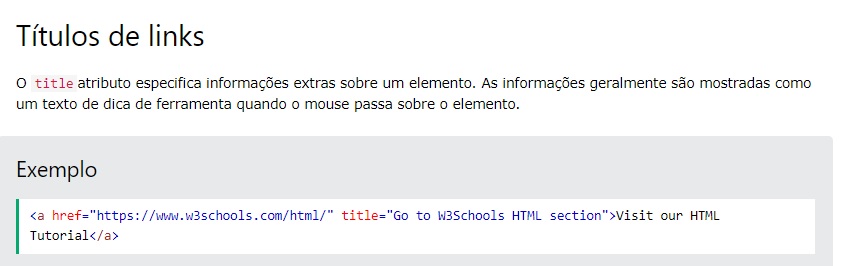 Títulos de links
O title atributo especifica informações extras sobre um elemento. As informações geralmente são mostradas como
um texto de dica de ferramenta quando o mouse passa sobre o elemento.
Exemplo
<a href="https://www.w3schools.com/html/" title="Go to W3Schools HTML section">Visit our HTML
Tutorial</a>